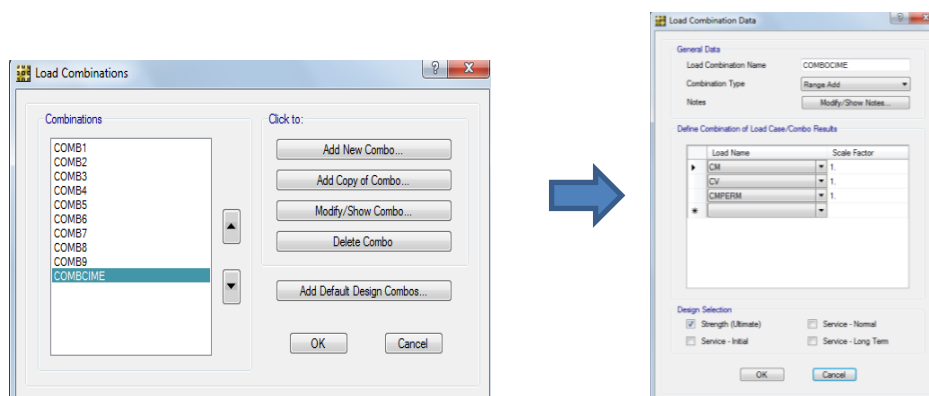 Load Combinations
Combinations
COMB1
COMB2
COMB3
COMB4
COMB5
COMB6
COMB7
COMB8
COMB9
COMBCIME
Click to:
Add New Combo...
Add Copy of Combo...
Modify/Show Combo...
Delete Combo
Add Default Design Combos...
OK Cancel
Load Combination Data
General Data
Load Combination Name COMBOCIME
Combination Type Range Add
Notes Modify/Show Notes...
Define Combination of Load Case/Combo Results
Load Name Scale Factor
CM 1.
CV 1.
CMPERM 1.
Design Selection
Strength (Ultimate) Service - Normal
Service - Initial Service - Long Term
OK Cancel